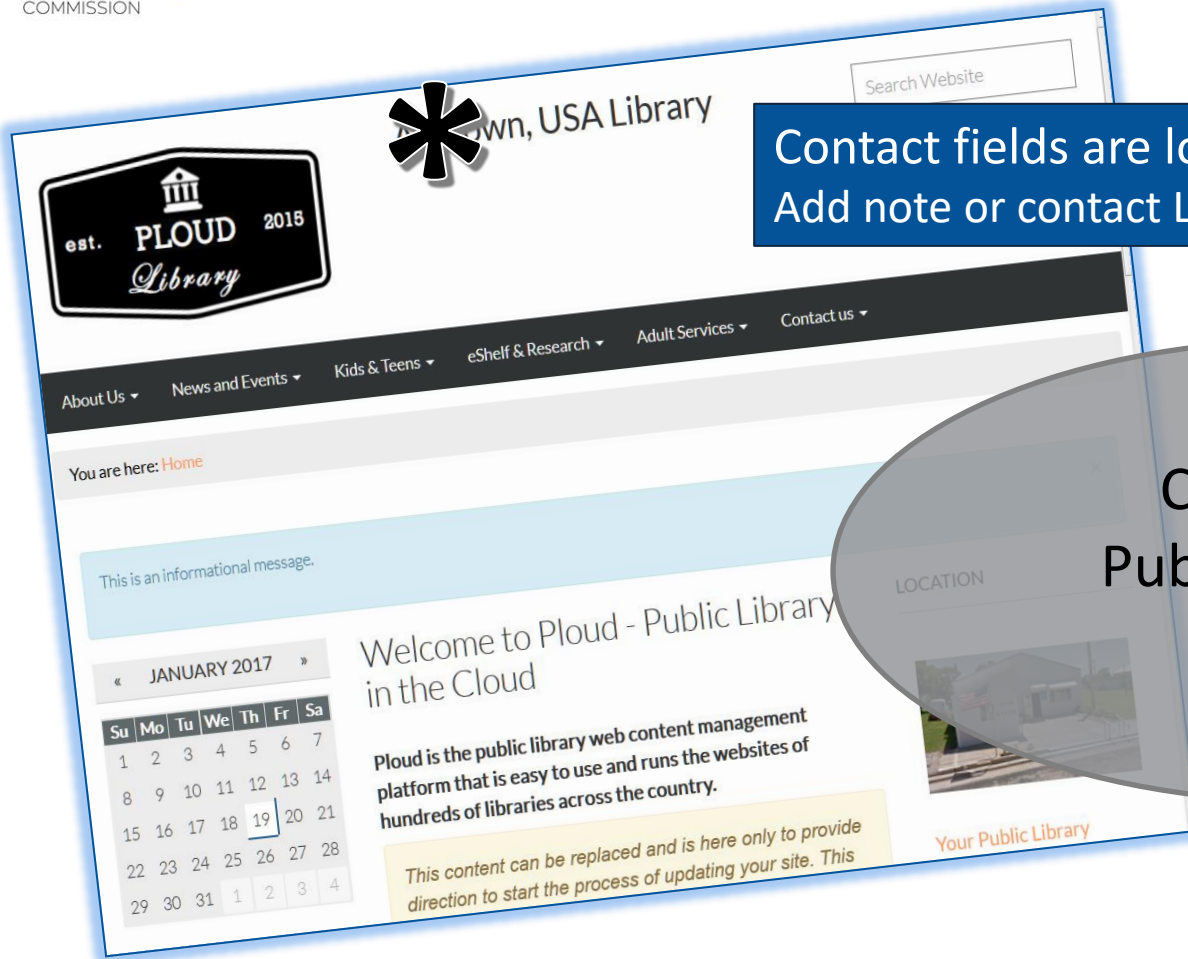 COMMISSION
USA Library
Search Website
Contact fields are
Add note or contact
est. PLOUD 2015
Library
About Us News and Events Kids & Teens eShelf & Research Adult Services Contact us
You are here: Home
This is an informational message.
LOCATION
« JANUARY 2017 »
Su Mo Tu We Th Fr Sa
1 2 3 4 5 6 7
8 9 10 11 12 13 14
15 16 17 18 19 20 21
22 23 24 25 26 27 28
29 30 31 1 2 3 4
Welcome to Ploud - Public Library
in the Cloud
Ploud is the public library web content management
platform that is easy to use and runs the websites of
hundreds of libraries across the country.
This content can be replaced and is here only to provide
direction to start the process of updating your site. This
Your Public Library